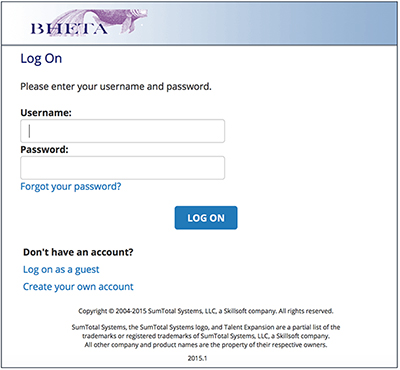 BHETA
Log On
Please enter your username and password.
Username:
Password:
Forgot your password?
LOG ON
Don't have an account?
Log on as a guest
Create your own account
Copyright © 2004-2015 SumTotal Systems, LLC, a Skillsoft company. All rights reserved.
SumTotal Systems, the SumTotal Systems logo, and Talent Expansion are a partial list of the
trademarks or registered trademarks of SumTotal Systems, LLC, a Skillsoft company.
All other company and product names are the property of their respective owners.
2015.1